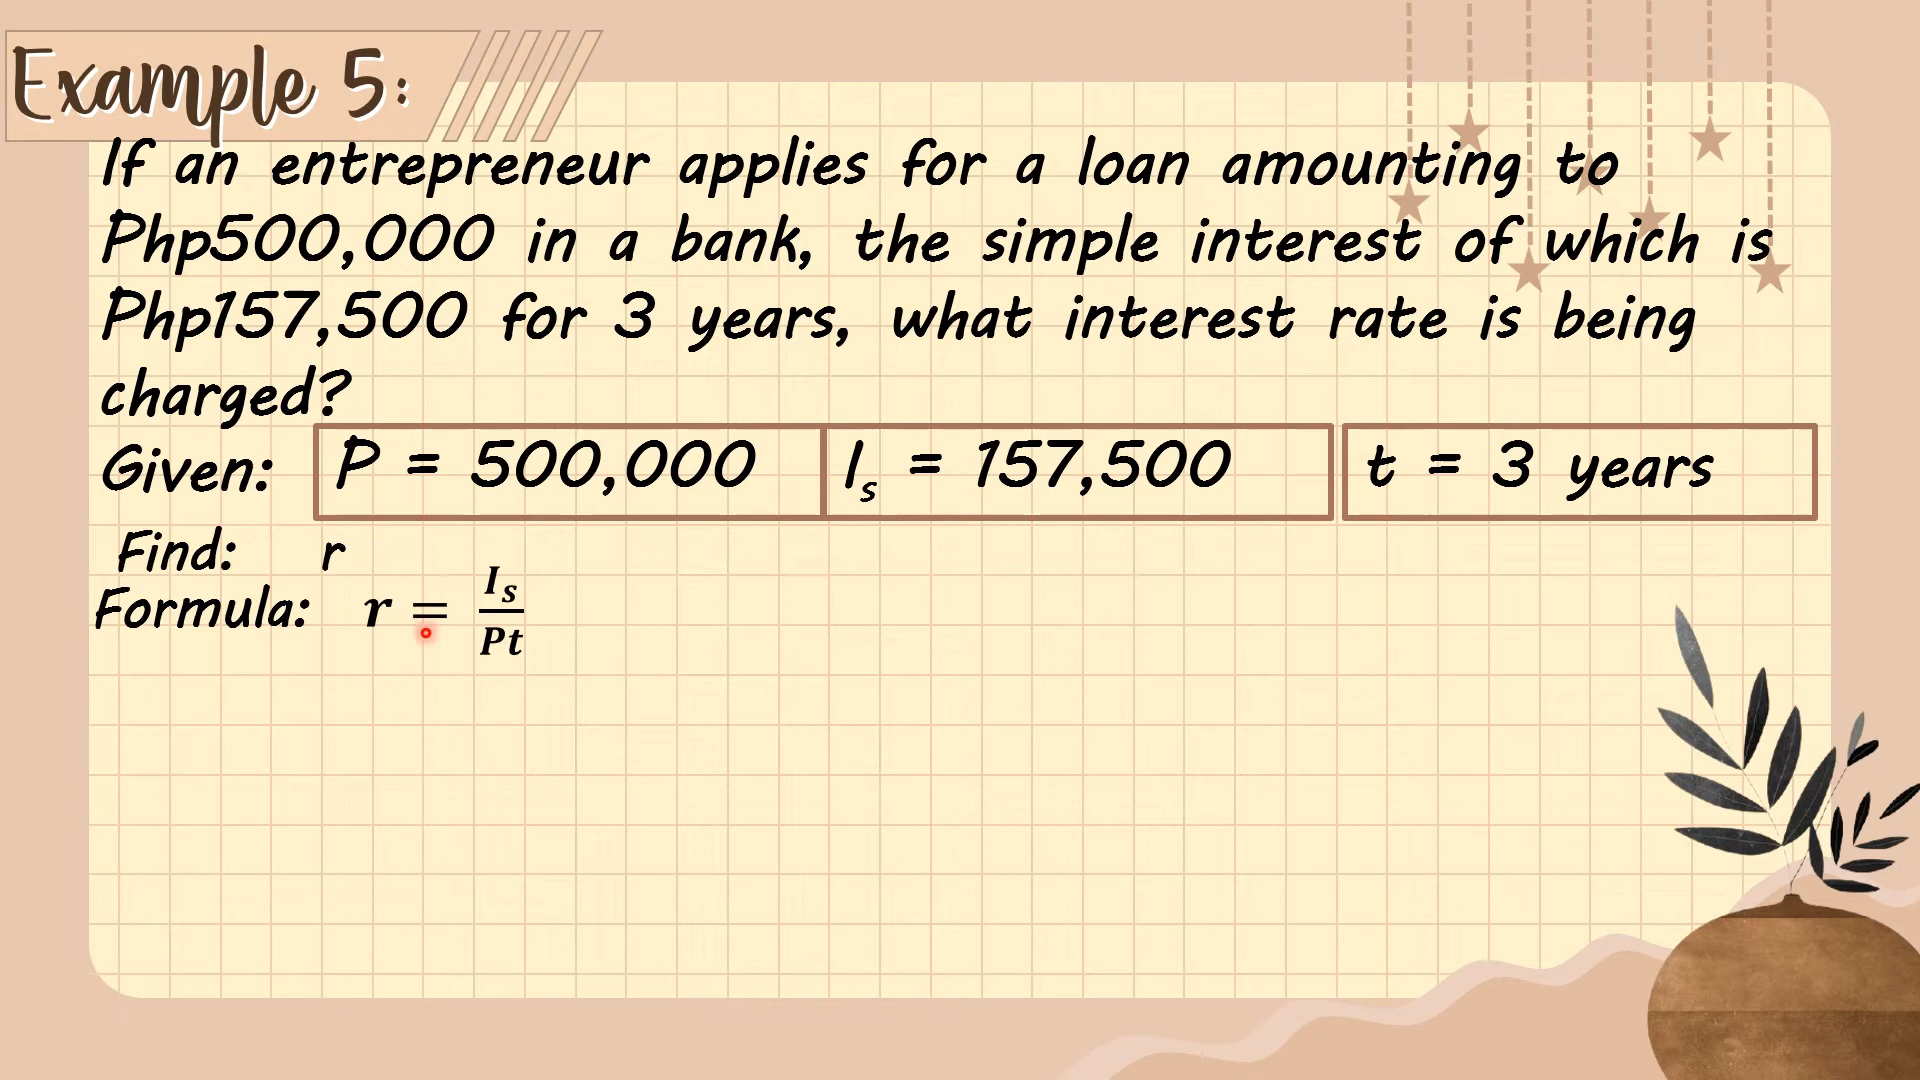 Example 5:
If an entrepreneur applies for a loan amounting to
Php500,000 in a bank, the simple interest of which is
Php157,500 for 3 years, what interest rate is being
charged?
Given: P = 500,000 Iₛ = 157,500 t = 3 years
Find: r
Formula: r = Iₛ/Pt